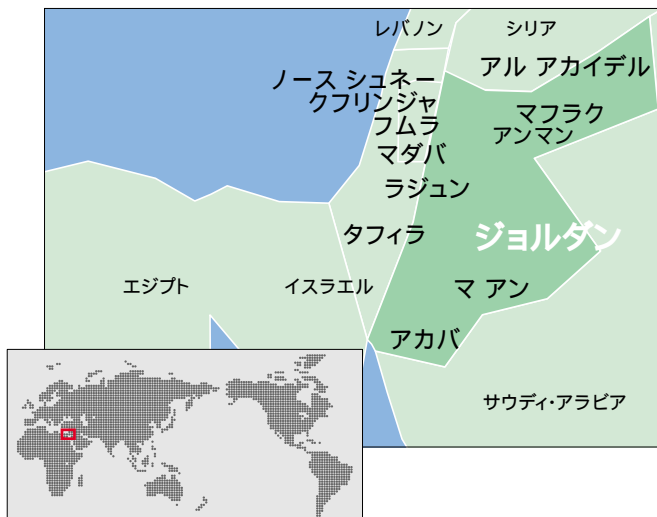 レバノン
シリア
アル アカイデル
ノース シュネー
クフリンジャ
マフラク
フムラ
アンマン
マダバ
ラジュン
タフィラ
ジョルダン
エジプト
イスラエル
マ アン
アカバ
サウディ・アラビア